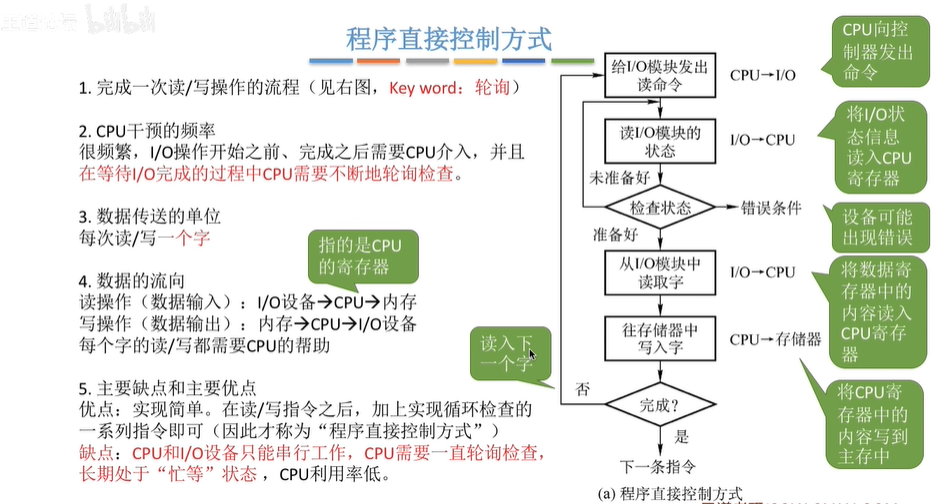 bilibili
程序直接控制方式
1. 完成一次读/写操作的流程（见右图，Key word：轮询）
2. CPU干预的频率
很频繁，I/O操作开始之前、完成之后需要CPU介入，并且
在等待I/O完成的过程中CPU需要不断地轮询检查。
3. 数据传送的单位
每次读/写一个字
指的是CPU
的寄存器
4. 数据的流向
读操作（数据输入）：I/O设备→CPU→内存
写操作（数据输出）：内存→CPU→I/O设备
每个字的读/写都需要CPU的帮助
5. 主要缺点和主要优点
优点：实现简单。在读/写指令之后，加上实现循环检查的
一系列指令即可（因此才称为“程序直接控制方式”）
缺点：CPU和I/O设备只能串行工作，CPU需要一直轮询检查，
长期处于“忙等”状态，CPU利用率低。
给I/O模块发出
读命令
CPU→I/O
CPU向控
制器发出
命令
读I/O模块的
状态
I/O→CPU
将I/O状
态信息
读入CPU
寄存器
未准备好
检查状态
错误条件
设备可能
出现错误
准备好
从I/O模块中
读取字
I/O→CPU
将数据寄
存器中的
内容读入
CPU寄存
器
往存储器中
写入字
CPU→存储器
将CPU寄
存器中的
内容写到
主存中
读入下
一个字
否
完成？
是
下一条指令
(a) 程序直接控制方式